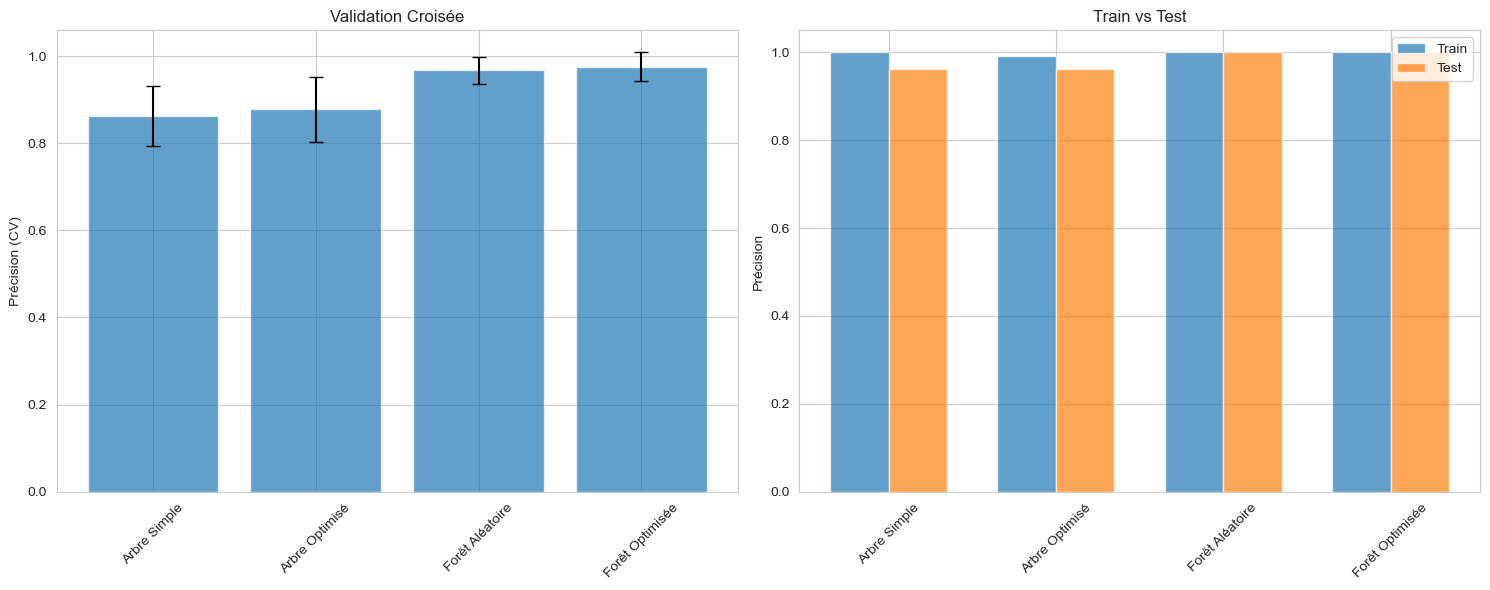 Validation Croisée
Précision (CV)
1.0
0.8
0.6
0.4
0.2
0.0
Arbre Simple
Arbre Optimisé
Forêt Aléatoire
Forêt Optimisée
Train vs Test
Précision
1.0
0.8
0.6
0.4
0.2
0.0
Train
Test
Arbre Simple
Arbre Optimisé
Forêt Aléatoire
Forêt Optimisée